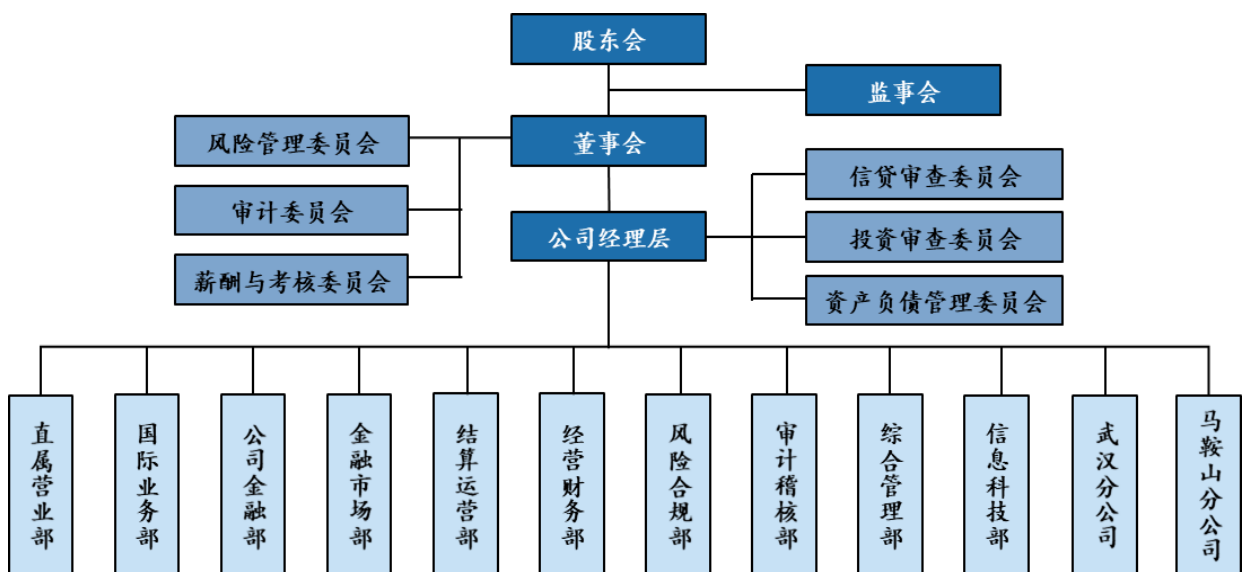 股东会
监事会
董事会
风险管理委员会
审计委员会
薪酬与考核委员会
公司经理层
信贷审查委员会
投资审查委员会
资产负债管理委员会
直属营业部
国际业务部
公司金融部
金融市场部
结算运营部
经营财务部
风险合规部
审计稽核部
综合管理部
信息科技部
武汉分公司
马鞍山分公司